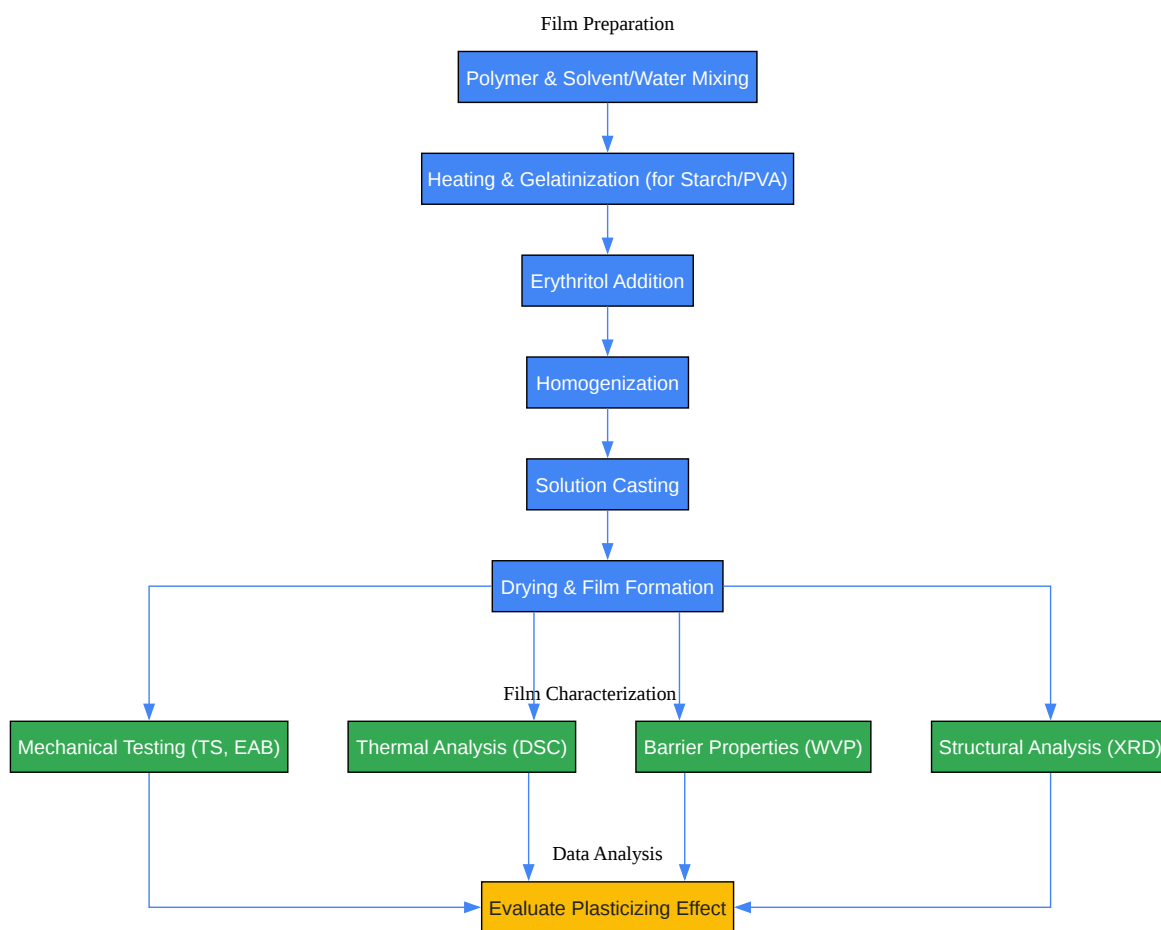 Film Preparation
Polymer & Solvent/Water Mixing
Heating & Gelatinization (for Starch/PVA)
Erythritol Addition
Homogenization
Solution Casting
Drying & Film Formation
Film Characterization
Mechanical Testing (TS, EAB)
Thermal Analysis (DSC)
Barrier Properties (WVP)
Structural Analysis (XRD)
Data Analysis
Evaluate Plasticizing Effect